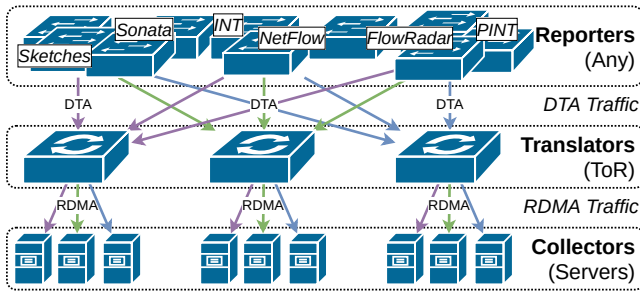 Sketches
Sonata
INT
NetFlow
FlowRadar
PINT
Reporters
(Any)
DTA
DTA
DTA
DTA Traffic
Translators
(ToR)
RDMA
RDMA
RDMA
RDMA Traffic
Collectors
(Servers)